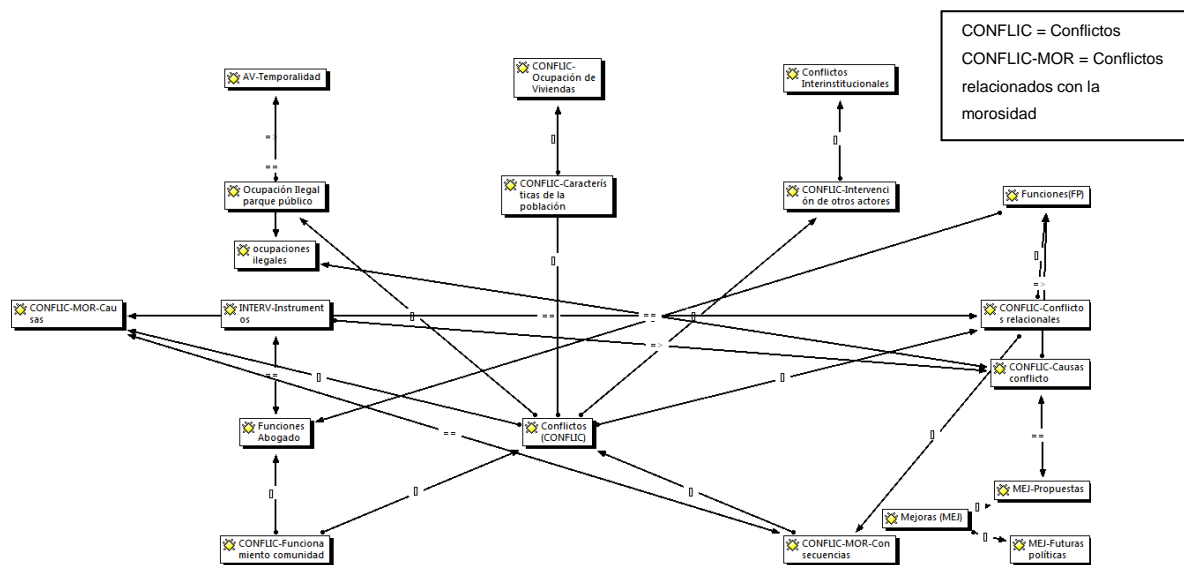 CONFLIC = Conflictos
CONFLIC-MOR = Conflictos
relacionados con la
morosidad
AV-Temporalidad
CONFLIC-
Ocupación de
Viviendas
Conflictos
Interinstitucionales
=>
==
[]
[]
Ocupación Ilegal
parque público
CONFLIC-Caracterís
ticas de la
población
CONFLIC-Intervenci
ón de otros actores
Funciones(FP)
ocupaciones
ilegales
[]
[]
[]
[]
=>
CONFLIC-MOR-Cau
sas
INTERV-Instrument
os
[]
==
==
[]
CONFLIC-Conflicto
s relacionales
=>
CONFLIC-Causas
conflicto
==
[]
[]
Funciones
Abogado
Conflictos
(CONFLIC)
==
[]
==
[]
[]
[]
MEJ-Propuestas
[]
Mejoras (MEJ)
[]
CONFLIC-Funciona
miento comunidad
CONFLIC-MOR-Con
secuencias
MEJ-Futuras
políticas